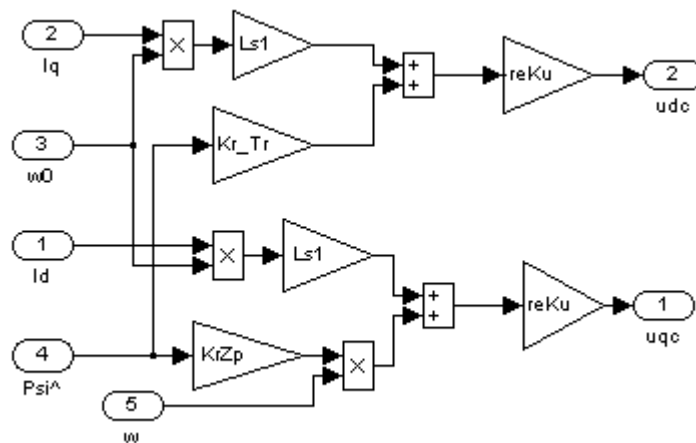 2
Iq
×
Ls1
+
+
reKu
2
udc
3
w0
Kr_Tr
1
Id
×
Ls1
+
+
reKu
1
uqc
4
Psi^
KrZp
×
5
w